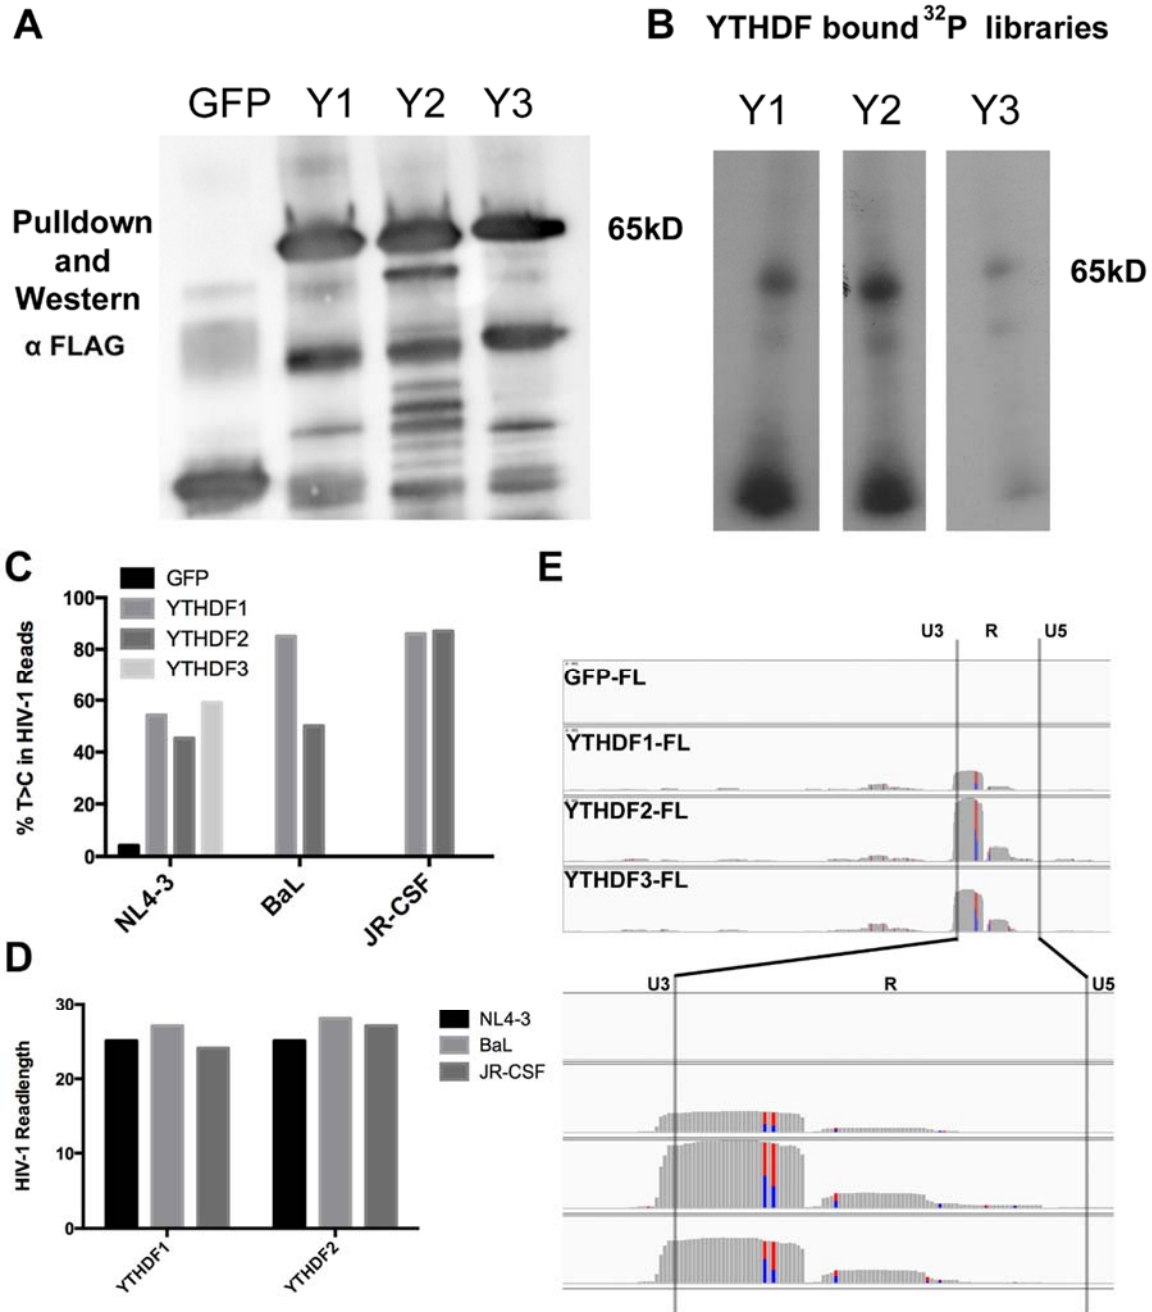 A
GFP Y1 Y2 Y3
Pulldown
and
Western
α FLAG
65kD
B YTHDF bound 32P libraries
Y1 Y2 Y3
65kD
C
GFP
YTHDF1
YTHDF2
YTHDF3
% T>C in HIV-1 Reads
100
80
60
40
20
0
NL4-3 BaL JR-CSF
D
HIV-1 Readlength
30
20
10
0
YTHDF1 YTHDF2
NL4-3
BaL
JR-CSF
E
U3 R U5
GFP-FL
YTHDF1-FL
YTHDF2-FL
YTHDF3-FL
U3 R U5